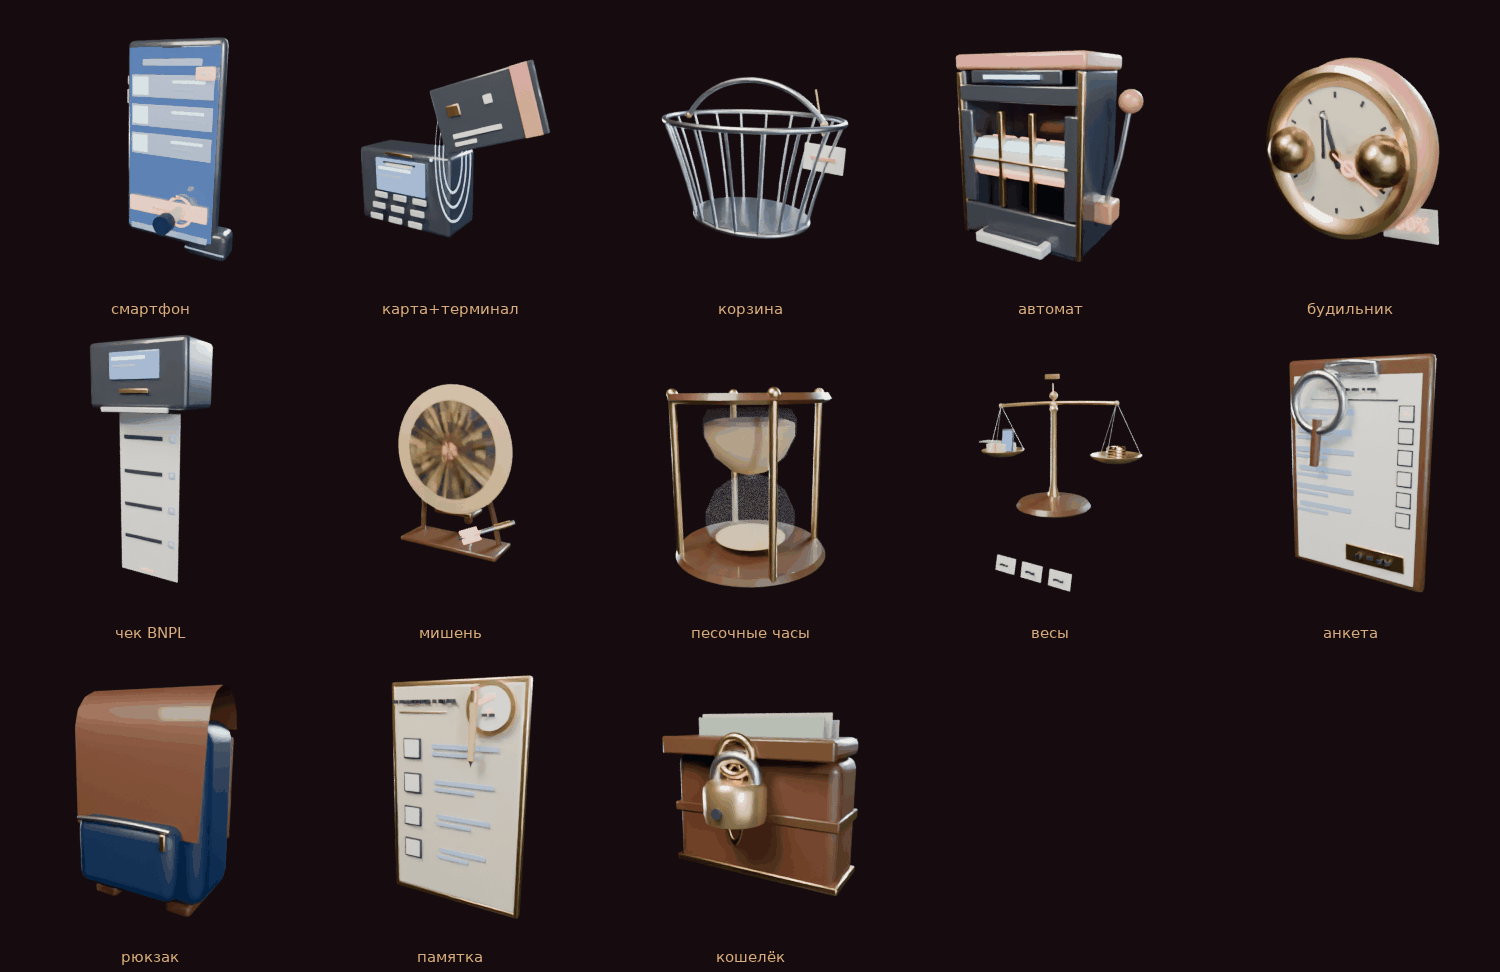 смартфон
карта+терминал
корзина
автомат
будильник
чек BNPL
мишень
песочные часы
весы
анкета
рюкзак
памятка
кошелёк